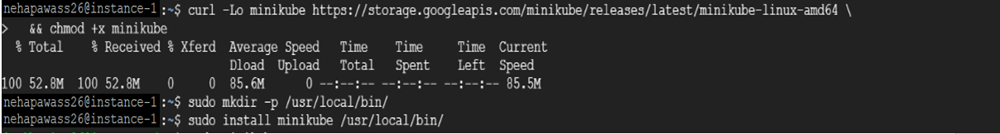 nehapawass26@instance-1:~$ curl -Lo minikube https://storage.googleapis.com/minikube/releases/latest/minikube-linux-amd64 \
>   && chmod +x minikube
  % Total    % Received % Xferd  Average Speed   Time    Time     Time  Current
                                 Dload  Upload   Total   Spent    Left  Speed
100 52.8M  100 52.8M    0     0  85.6M      0 --:--:-- --:--:-- --:--:-- 85.5M
nehapawass26@instance-1:~$ sudo mkdir -p /usr/local/bin/
nehapawass26@instance-1:~$ sudo install minikube /usr/local/bin/